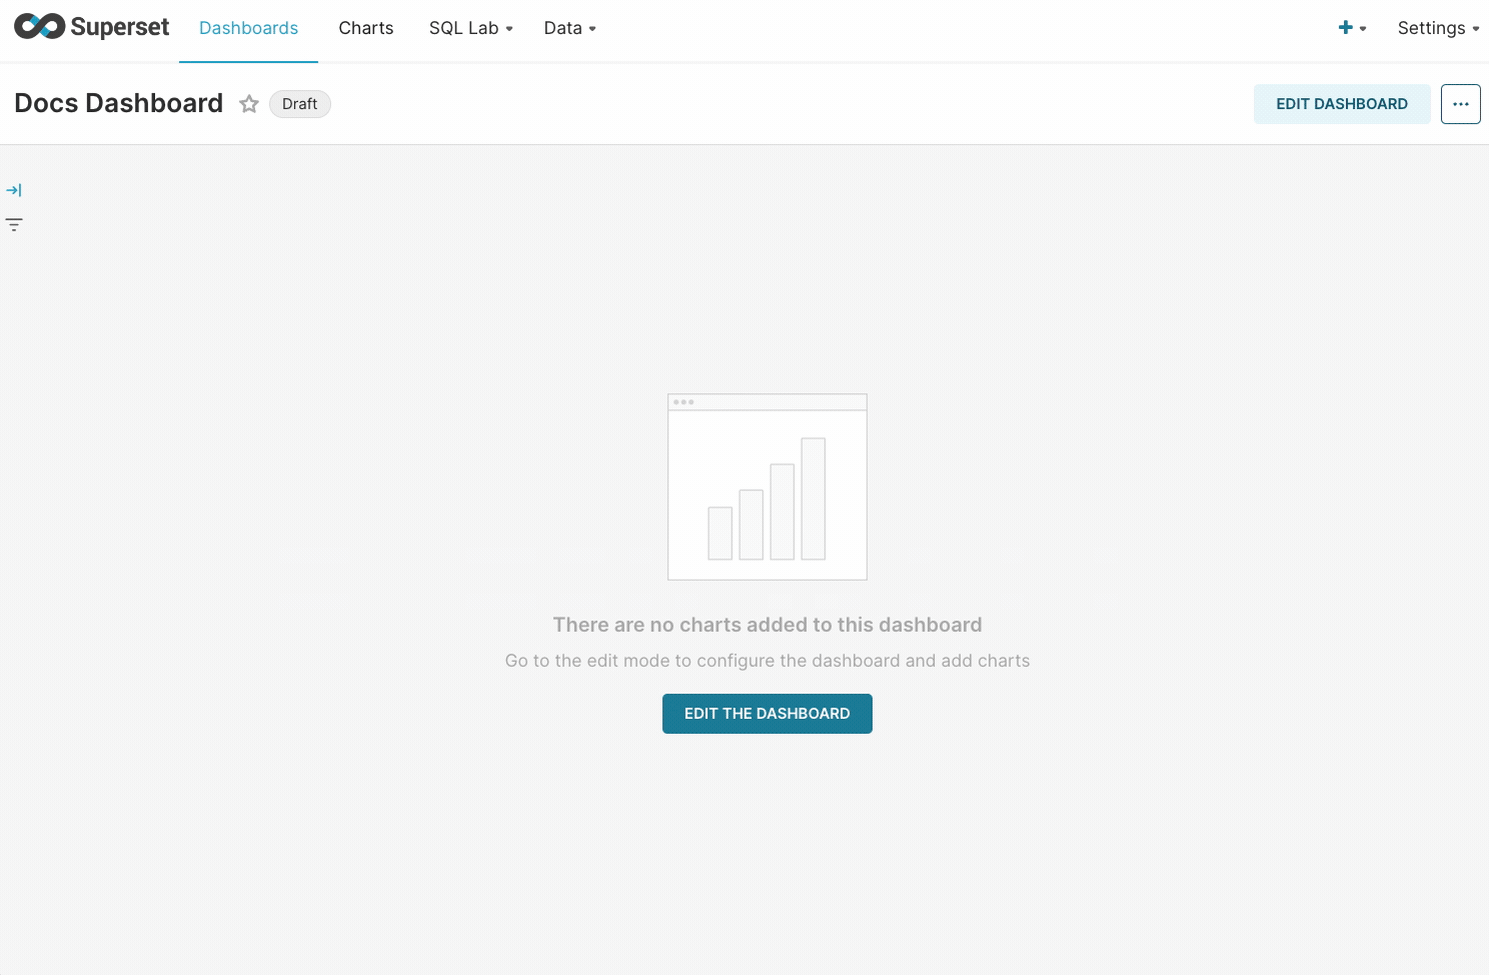 Superset Dashboards Charts SQL Lab Data Settings
Docs Dashboard Draft EDIT DASHBOARD
There are no charts added to this dashboard
Go to the edit mode to configure the dashboard and add charts
EDIT THE DASHBOARD